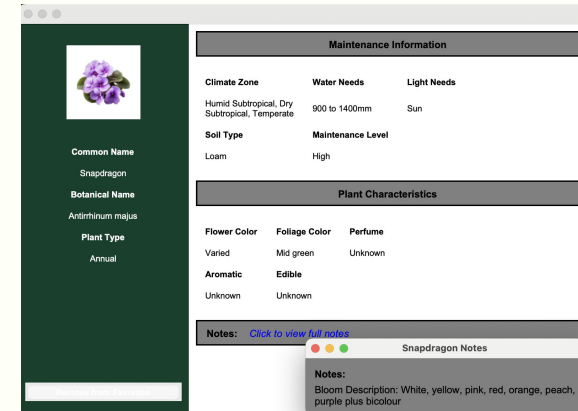 Common Name
Snapdragon
Botanical Name
Antirrhinum majus
Plant Type
Annual
Maintenance Information
Climate Zone Water Needs Light Needs
Humid Subtropical, Dry
Subtropical, Temperate 900 to 1400mm Sun
Soil Type Maintenance Level
Loam High
Plant Characteristics
Flower Color Foliage Color Perfume
Varied Mid green Unknown
Aromatic Edible
Unknown Unknown
Notes: Click to view full notes
Snapdragon Notes
Notes:
Bloom Description: White, yellow, pink, red, orange, peach,
purple plus bicolour